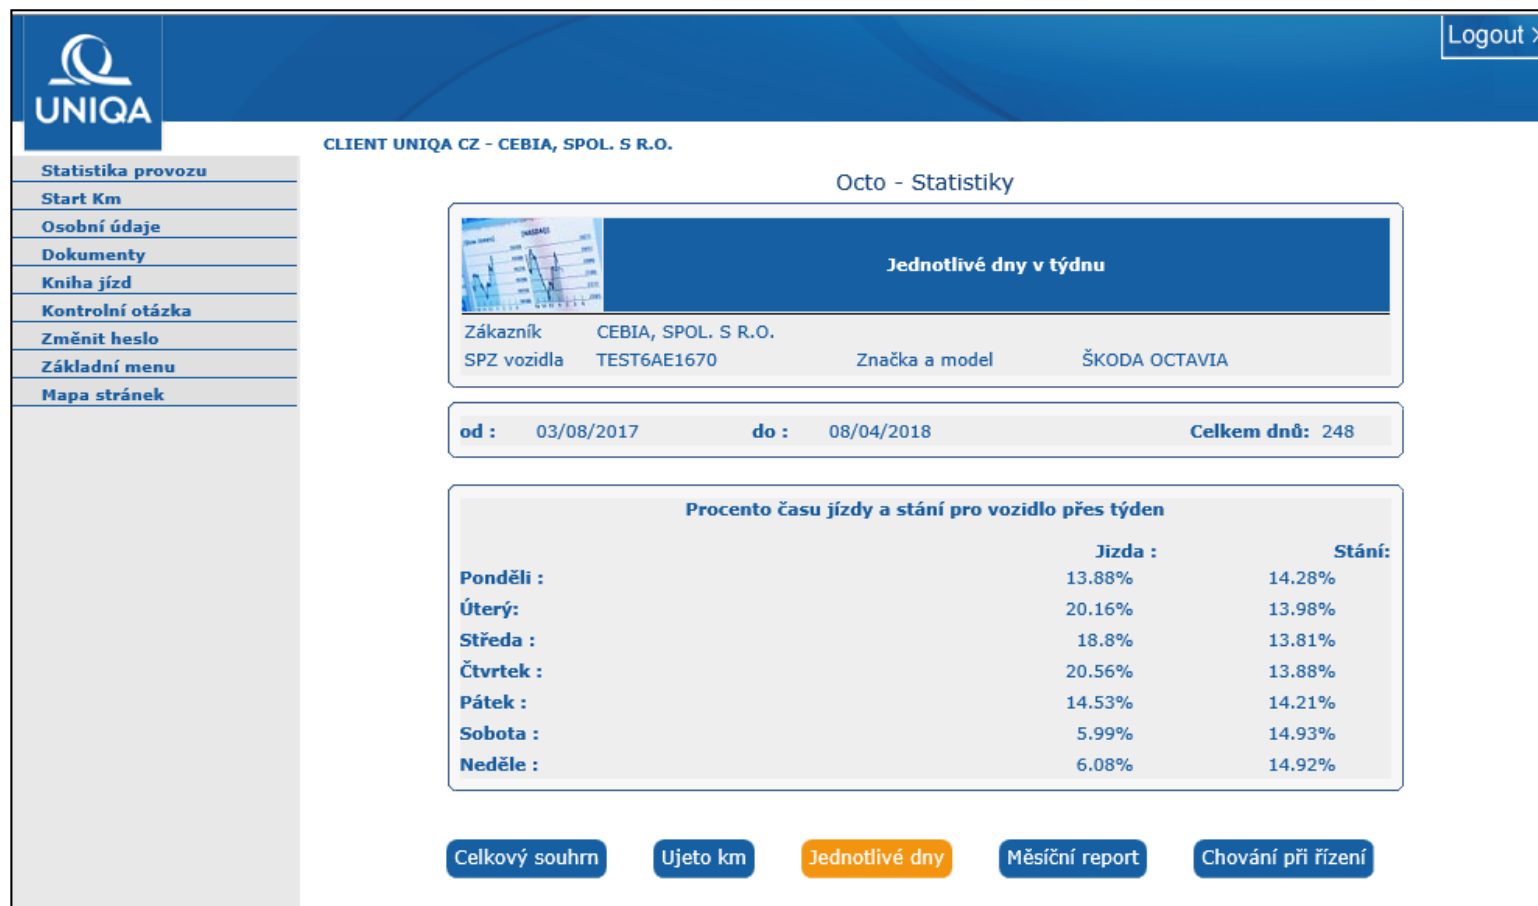 Logout
UNIQA
CLIENT UNIQA CZ - CEBIA, SPOL. S R.O.
Statistika provozu
Start Km
Osobní údaje
Dokumenty
Kniha jízd
Kontrolní otázka
Změnit heslo
Základní menu
Mapa stránek
Octo - Statistiky
[NASDAQ]
Jednotlivé dny v týdnu
Zákazník CEBIA, SPOL. S R.O.
SPZ vozidla TEST6AE1670 Značka a model ŠKODA OCTAVIA
od : 03/08/2017 do : 08/04/2018 Celkem dnů: 248
Procento času jízdy a stání pro vozidlo přes týden
Jizda : Stání:
Ponděli : 13.88% 14.28%
Úterý: 20.16% 13.98%
Středa : 18.8% 13.81%
Čtvrtek : 20.56% 13.88%
Pátek : 14.53% 14.21%
Sobota : 5.99% 14.93%
Neděle : 6.08% 14.92%
Celkový souhrn Ujeto km Jednotlivé dny Měsíční report Chování při řízení